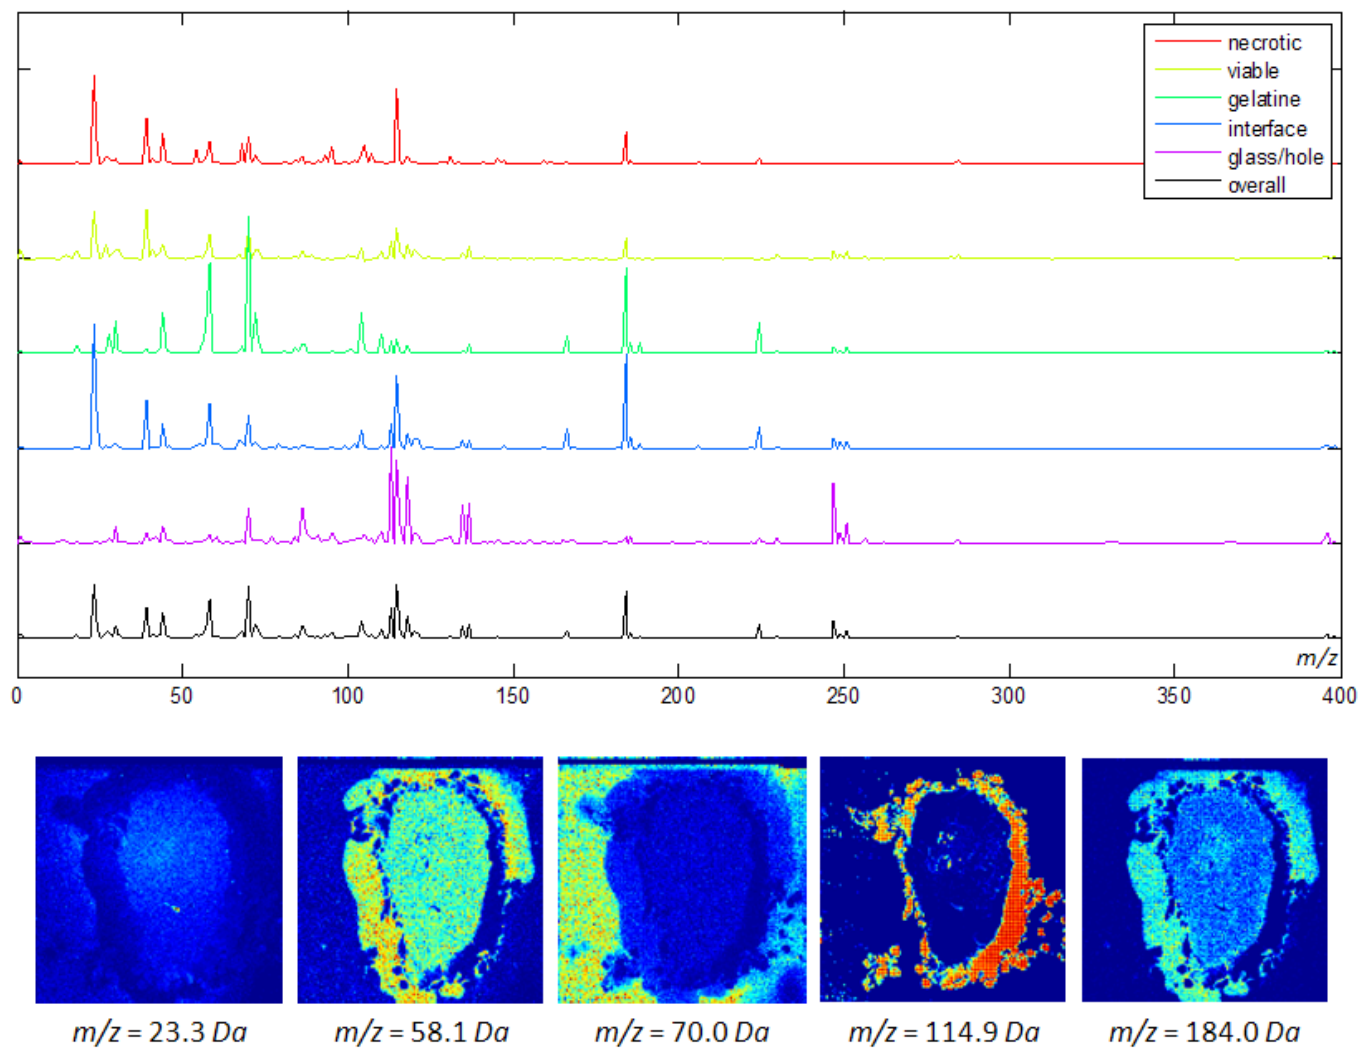 necrotic
viable
gelatine
interface
glass/hole
overall
m/z
0 50 100 150 200 250 300 350 400
m/z = 23.3 Da m/z = 58.1 Da m/z = 70.0 Da m/z = 114.9 Da m/z = 184.0 Da